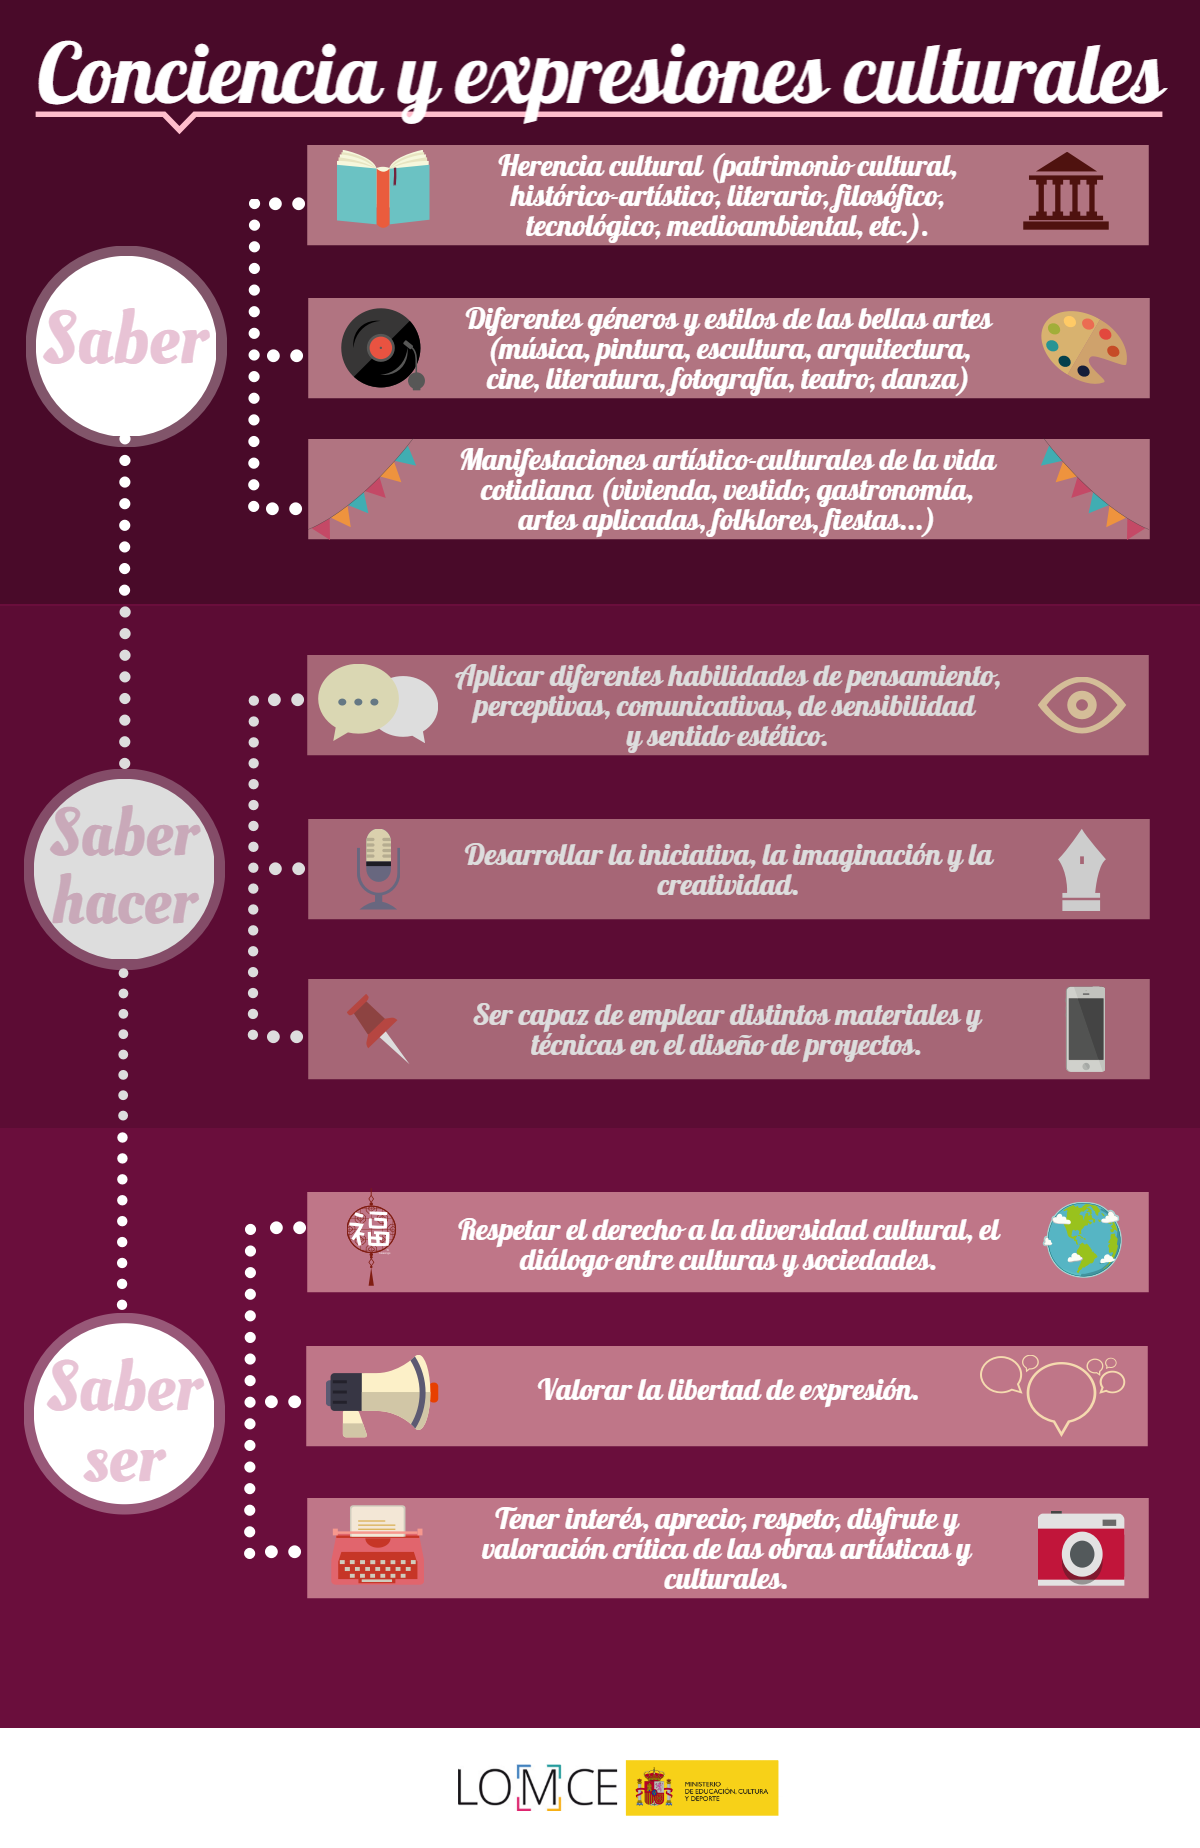 Conciencia y expresiones culturales
Saber
Herencia cultural (patrimonio cultural,
histórico-artístico, literario, filosófico,
tecnológico, medioambiental, etc.).
Diferentes géneros y estilos de las bellas artes
(música, pintura, escultura, arquitectura,
cine, literatura, fotografía, teatro, danza)
Manifestaciones artístico-culturales de la vida
cotidiana (vivienda, vestido, gastronomía,
artes aplicadas, folklores, fiestas...)
Saber
hacer
Aplicar diferentes habilidades de pensamiento,
perceptivas, comunicativas, de sensibilidad
y sentido estético.
Desarrollar la iniciativa, la imaginación y la
creatividad.
Ser capaz de emplear distintos materiales y
técnicas en el diseño de proyectos.
Saber
ser
福
Respetar el derecho a la diversidad cultural, el
diálogo entre culturas y sociedades.
Valorar la libertad de expresión.
Tener interés, aprecio, respeto, disfrute y
valoración crítica de las obras artísticas y
culturales.
LOMCE
MINISTERIO
DE EDUCACIÓN, CULTURA
Y DEPORTE